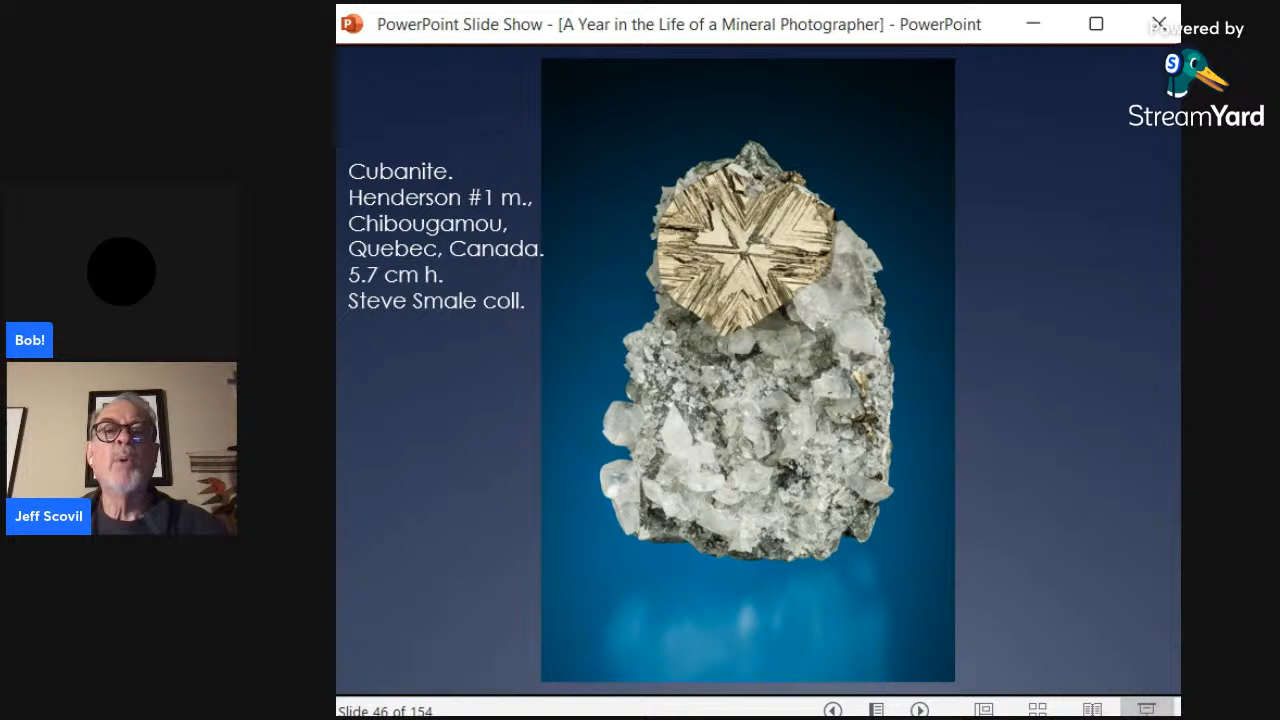 PowerPoint Slide Show - [A Year in the Life of a Mineral Photographer] - PowerPoint
Powered by
S
StreamYard
Cubanite.
Henderson #1 m.,
Chibougamou,
Quebec, Canada.
5.7 cm h.
Steve Smale coll.
Bob!
Jeff Scovil
Slide 46 of 154